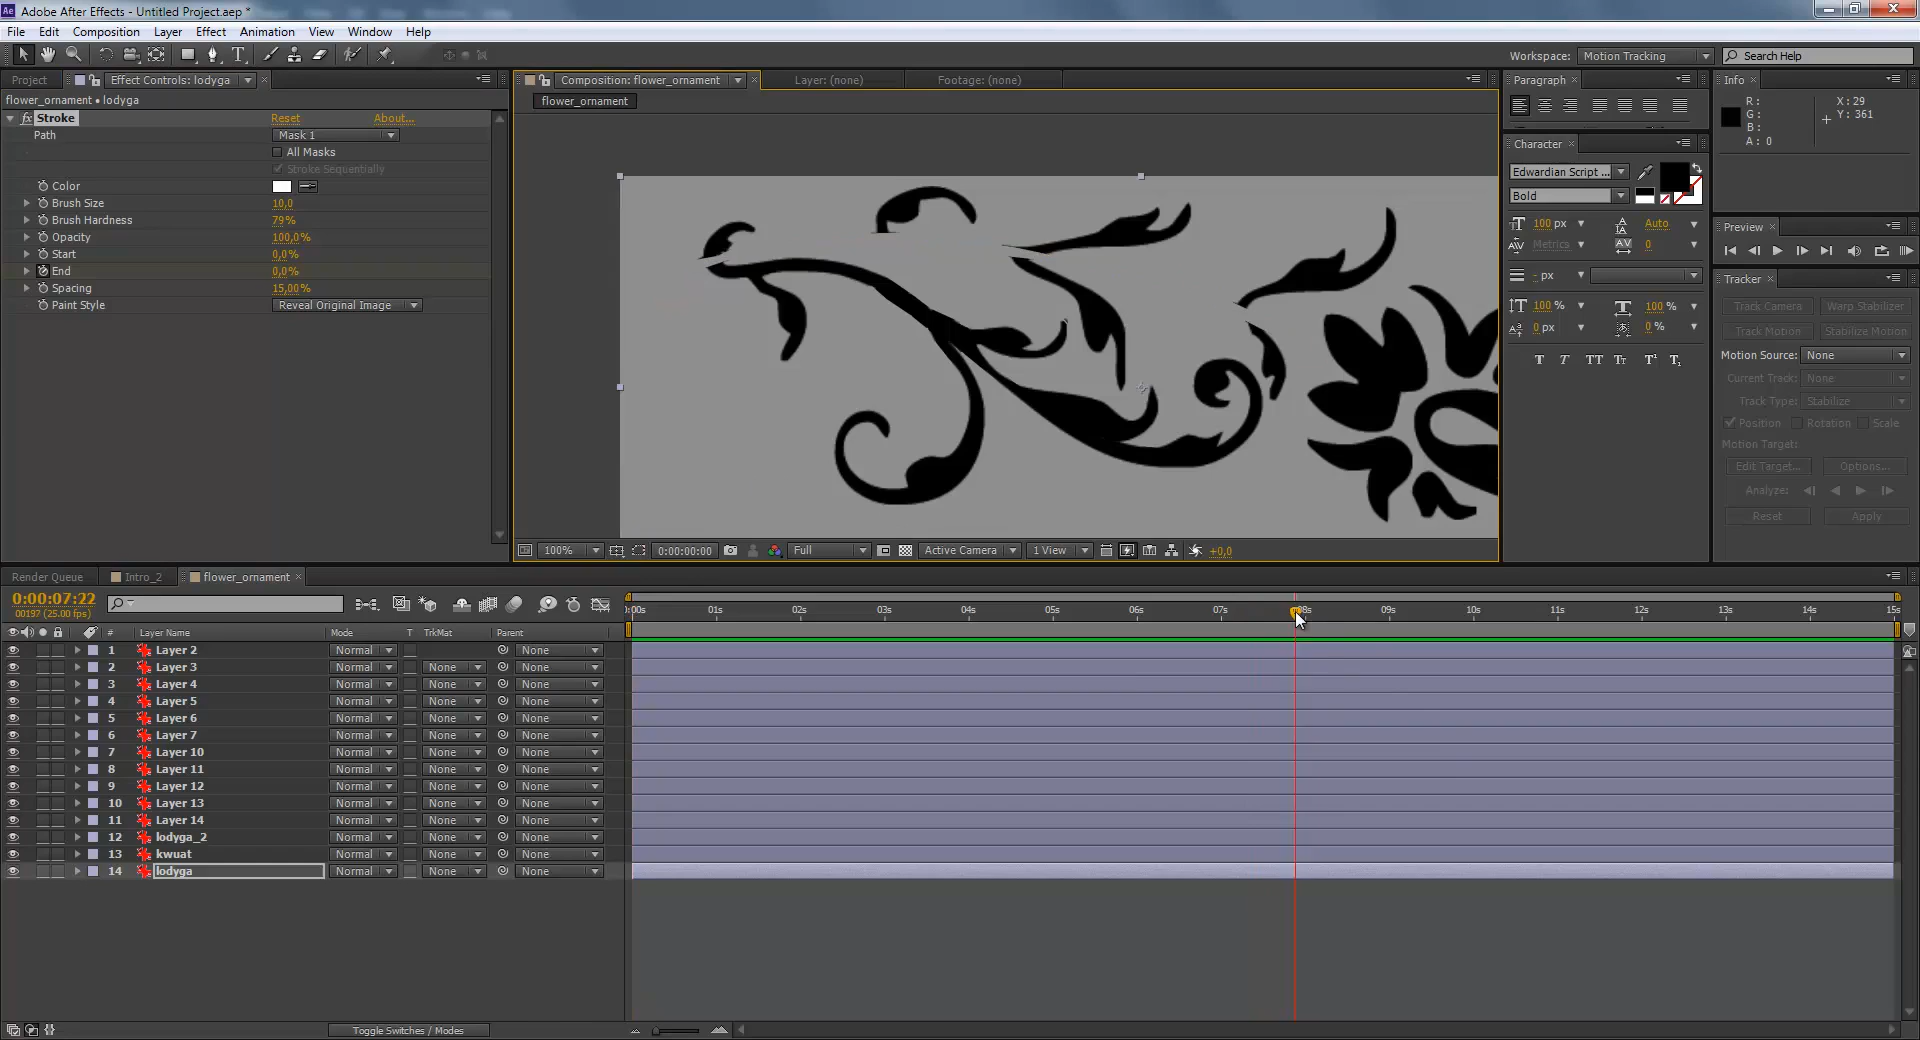 Adobe After Effects - Untitled Project.aep *
File Edit Composition Layer Effect Animation View Window Help
Workspace: Motion Tracking Search Help
Project Effect Controls: lodyga
flower_ornament • lodyga
fx Stroke Reset About...
Path Mask 1
All Masks
Stroke Sequentially
Color
Brush Size 10,0
Brush Hardness 79%
Opacity 100,0%
Start 0,0%
End 0,0%
Spacing 15,00%
Paint Style Reveal Original Image
Composition: flower_ornament Layer: (none) Footage: (none)
flower_ornament
100% 0:00:00:00 Full Active Camera 1 View +0,0
Paragraph
Character
Edwardian Script ...
Bold
100 px Auto
Metrics 0
- px
100 % 100 %
0 px 0 %
T T TT Tt T¹ T₁
Info
R: X: 29
G: Y: 361
B:
A: 0
Preview
Tracker
Track Camera Warp Stabilizer
Track Motion Stabilize Motion
Motion Source: None
Current Track: None
Track Type: Stabilize
Position Rotation Scale
Motion Target:
Edit Target... Options...
Analyze:
Reset Apply
Render Queue Intro_2 flower_ornament
0:00:07:22
00197 (25.00 fps)
:00s 01s 02s 03s 04s 05s 06s 07s 08s 09s 10s 11s 12s 13s 14s 15s
# Layer Name Mode T TrkMat Parent
1 Layer 2 Normal None
2 Layer 3 Normal None None
3 Layer 4 Normal None None
4 Layer 5 Normal None None
5 Layer 6 Normal None None
6 Layer 7 Normal None None
7 Layer 10 Normal None None
8 Layer 11 Normal None None
9 Layer 12 Normal None None
10 Layer 13 Normal None None
11 Layer 14 Normal None None
12 lodyga_2 Normal None None
13 kwuat Normal None None
14 lodyga Normal None None
Toggle Switches / Modes